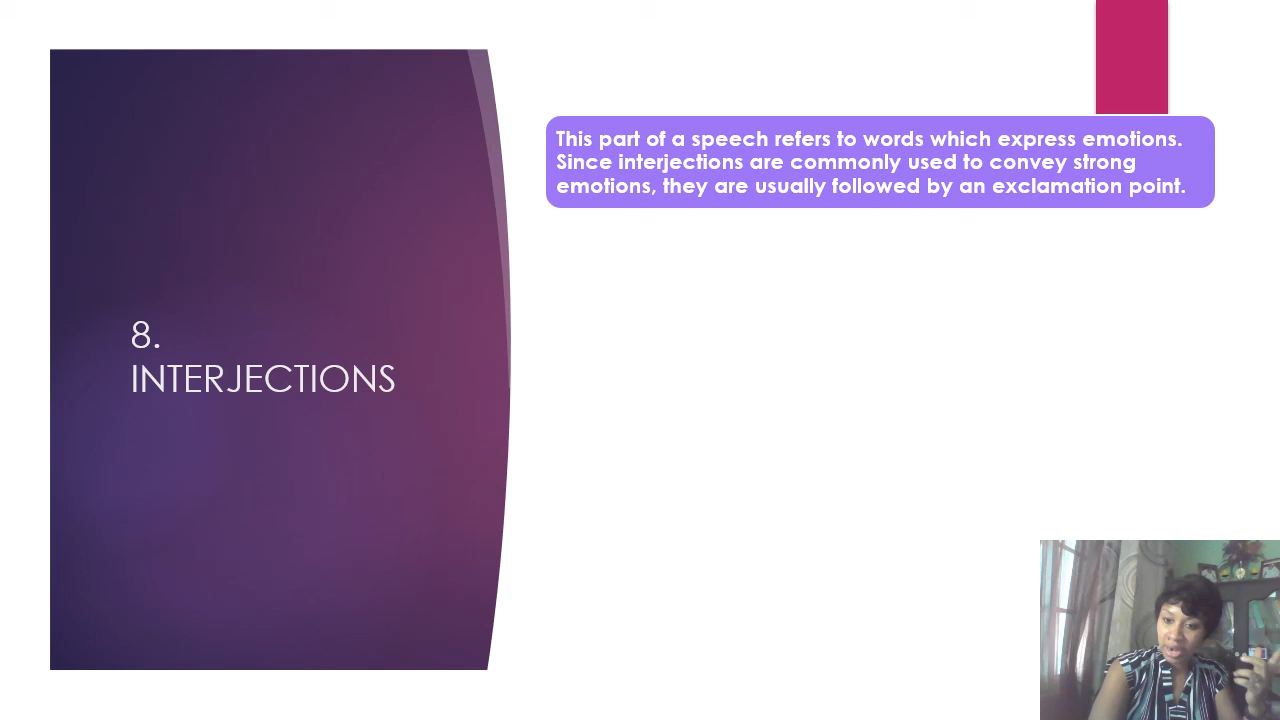 8.
INTERJECTIONS
This part of a speech refers to words which express emotions.
Since interjections are commonly used to convey strong
emotions, they are usually followed by an exclamation point.